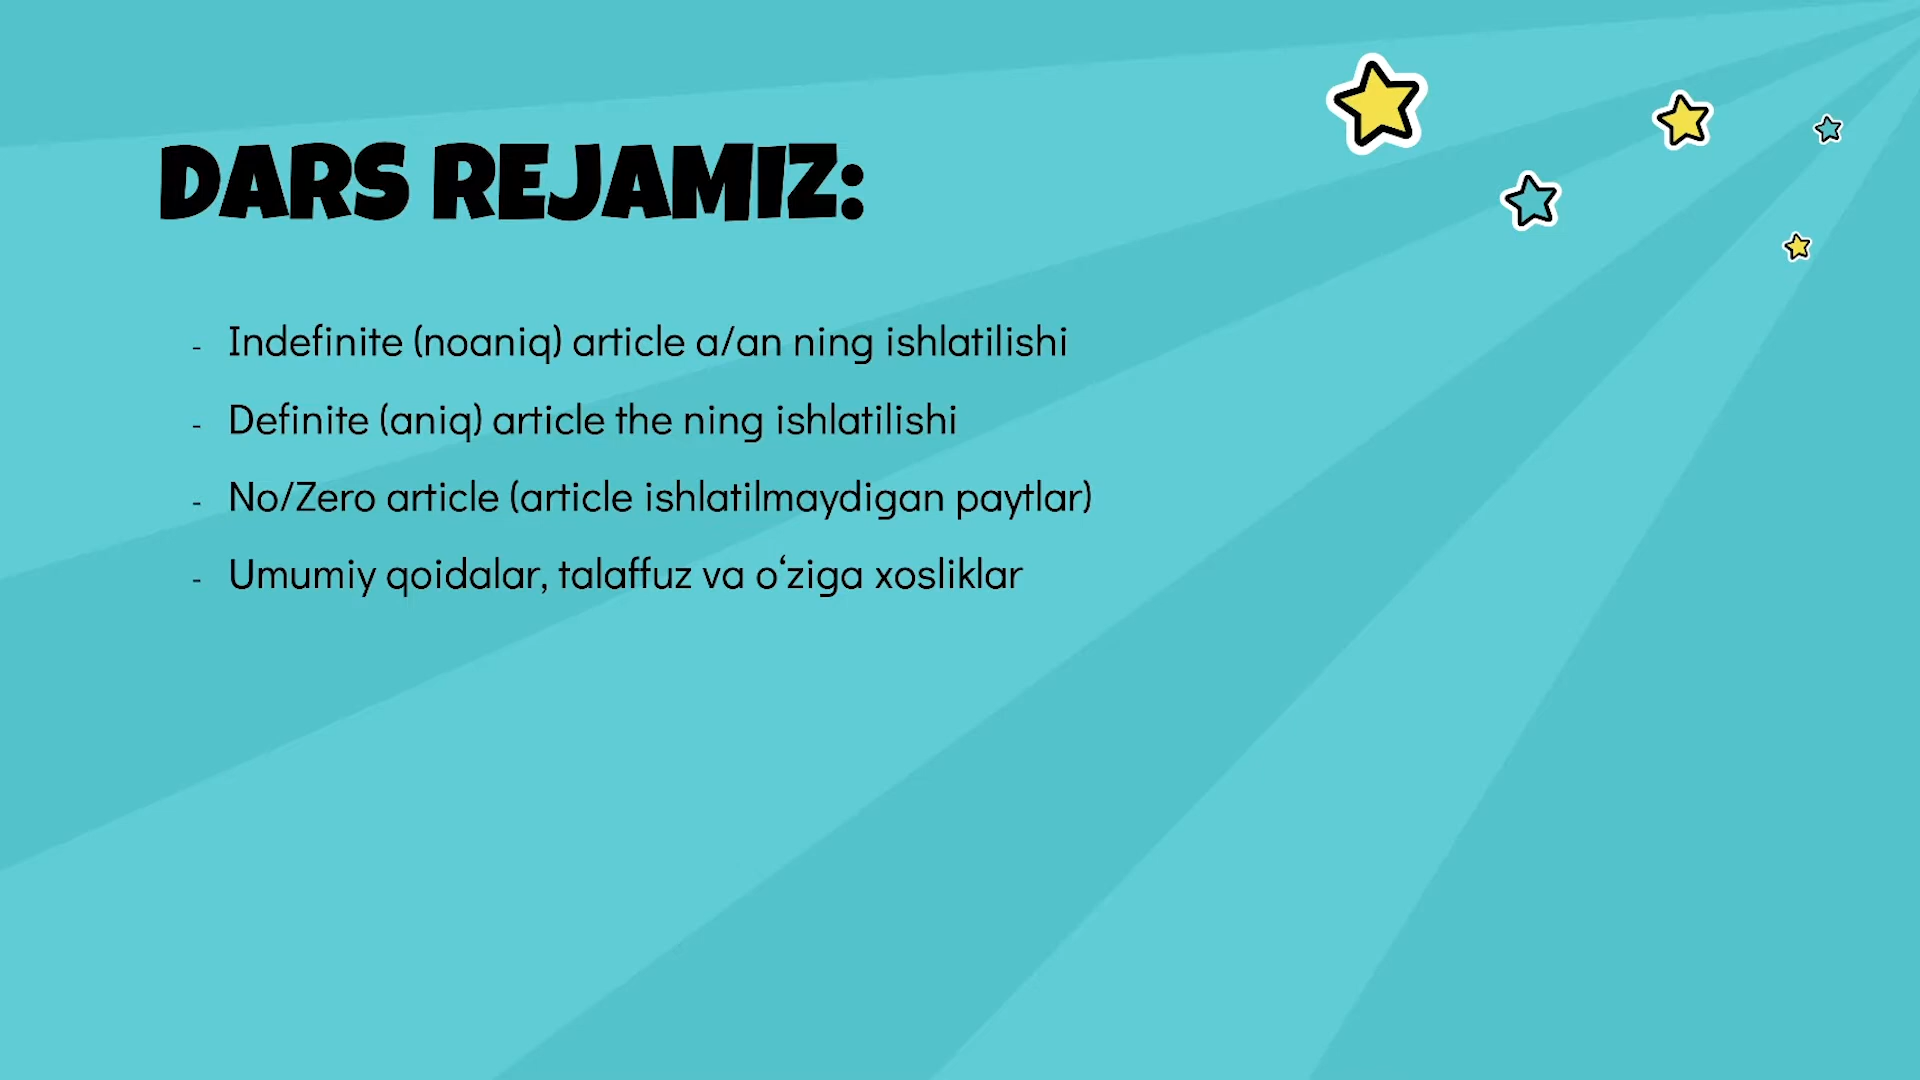 DARS REJAMIZ:
- Indefinite (noaniq) article a/an ning ishlatilishi
- Definite (aniq) article the ning ishlatilishi
- No/Zero article (article ishlatilmaydigan paytlar)
- Umumiy qoidalar, talaffuz va oʻziga xosliklar